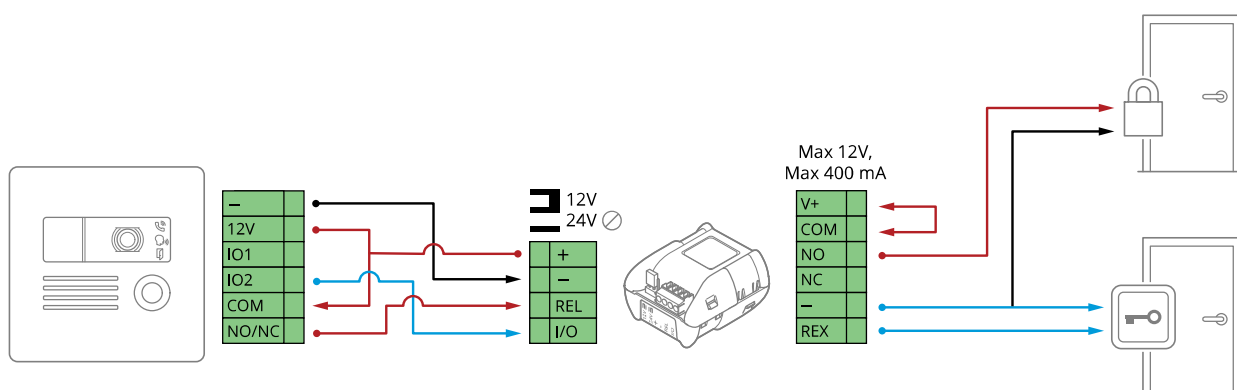 −
12V
IO1
IO2
COM
NO/NC
12V
24V
+
−
REL
I/O
Max 12V,
Max 400 mA
V+
COM
NO
NC
−
REX